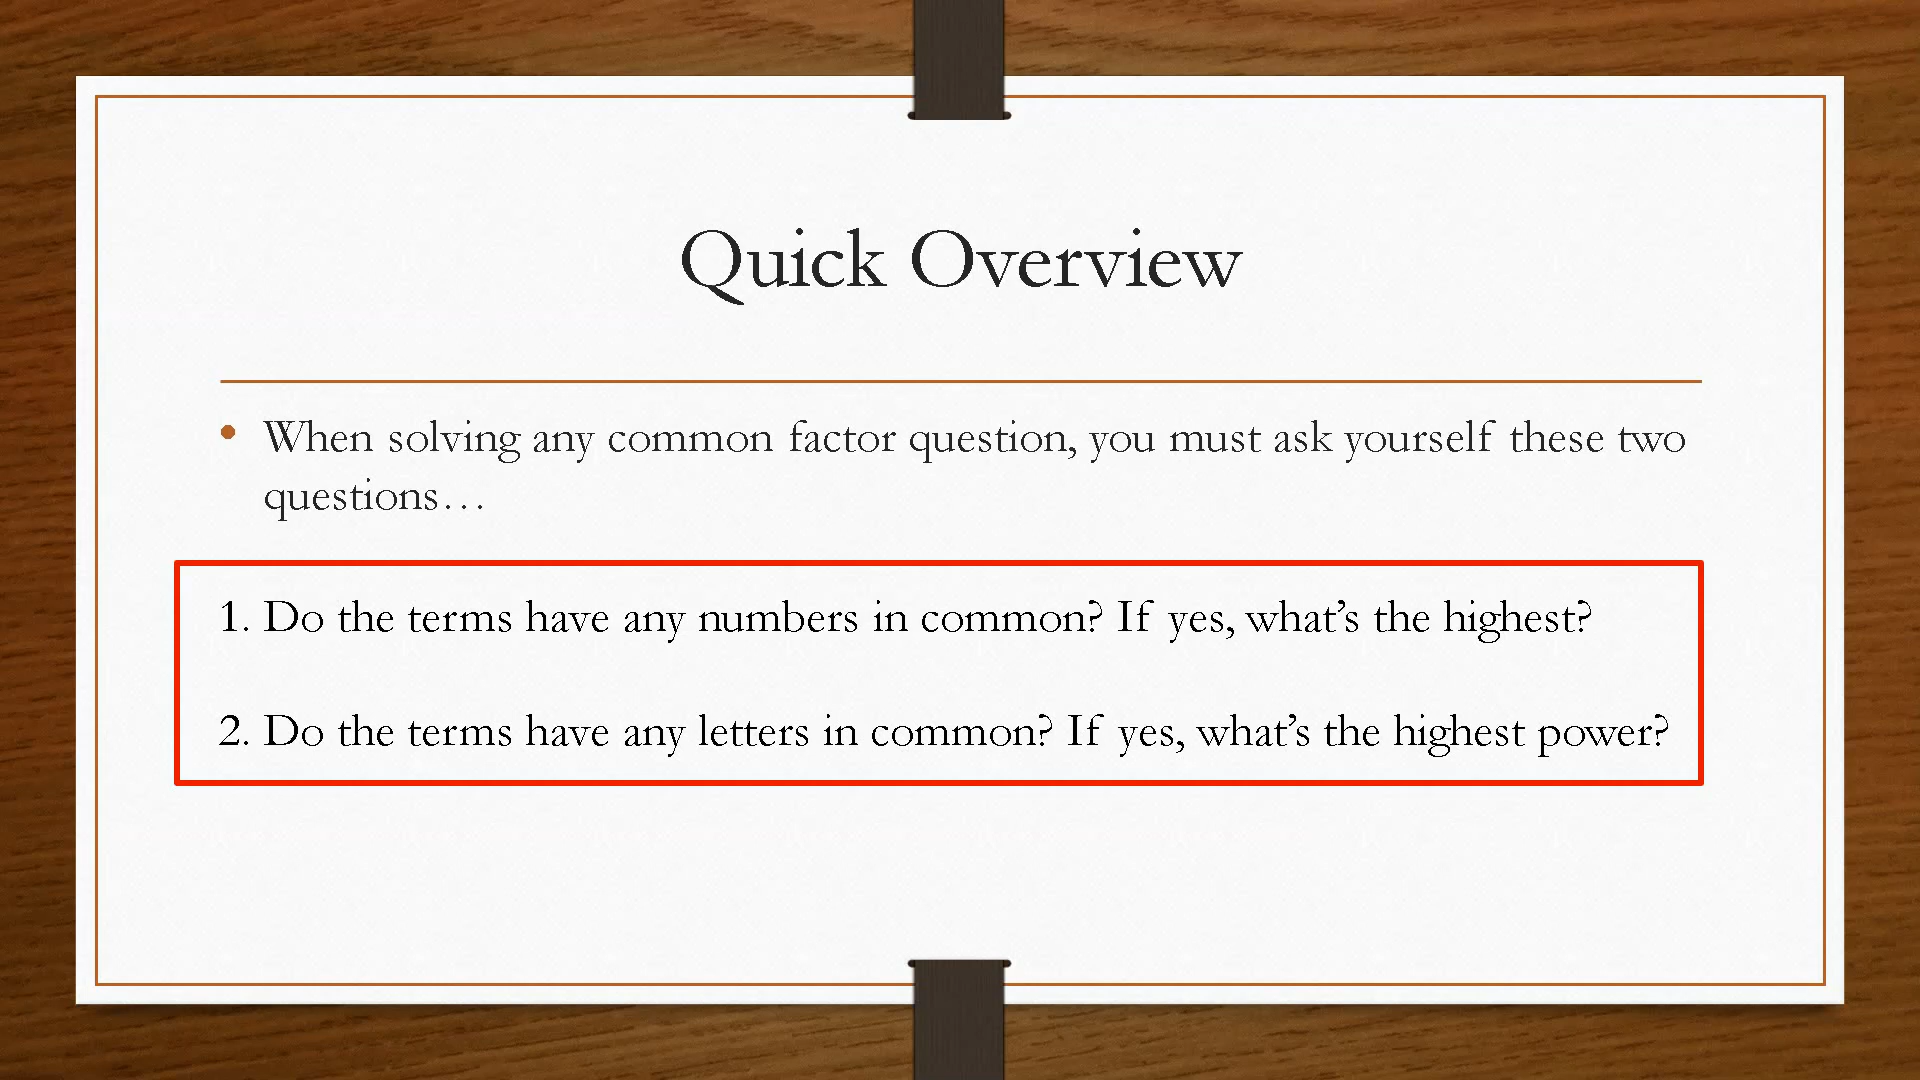 Quick Overview
• When solving any common factor question, you must ask yourself these two
questions…
1. Do the terms have any numbers in common? If yes, what’s the highest?
2. Do the terms have any letters in common? If yes, what’s the highest power?